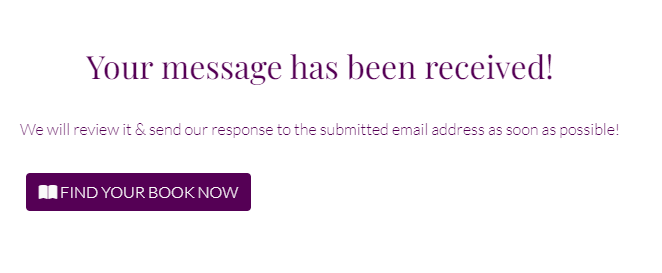 Your message has been received!
We will review it & send our response to the submitted email address as soon as possible!
FIND YOUR BOOK NOW